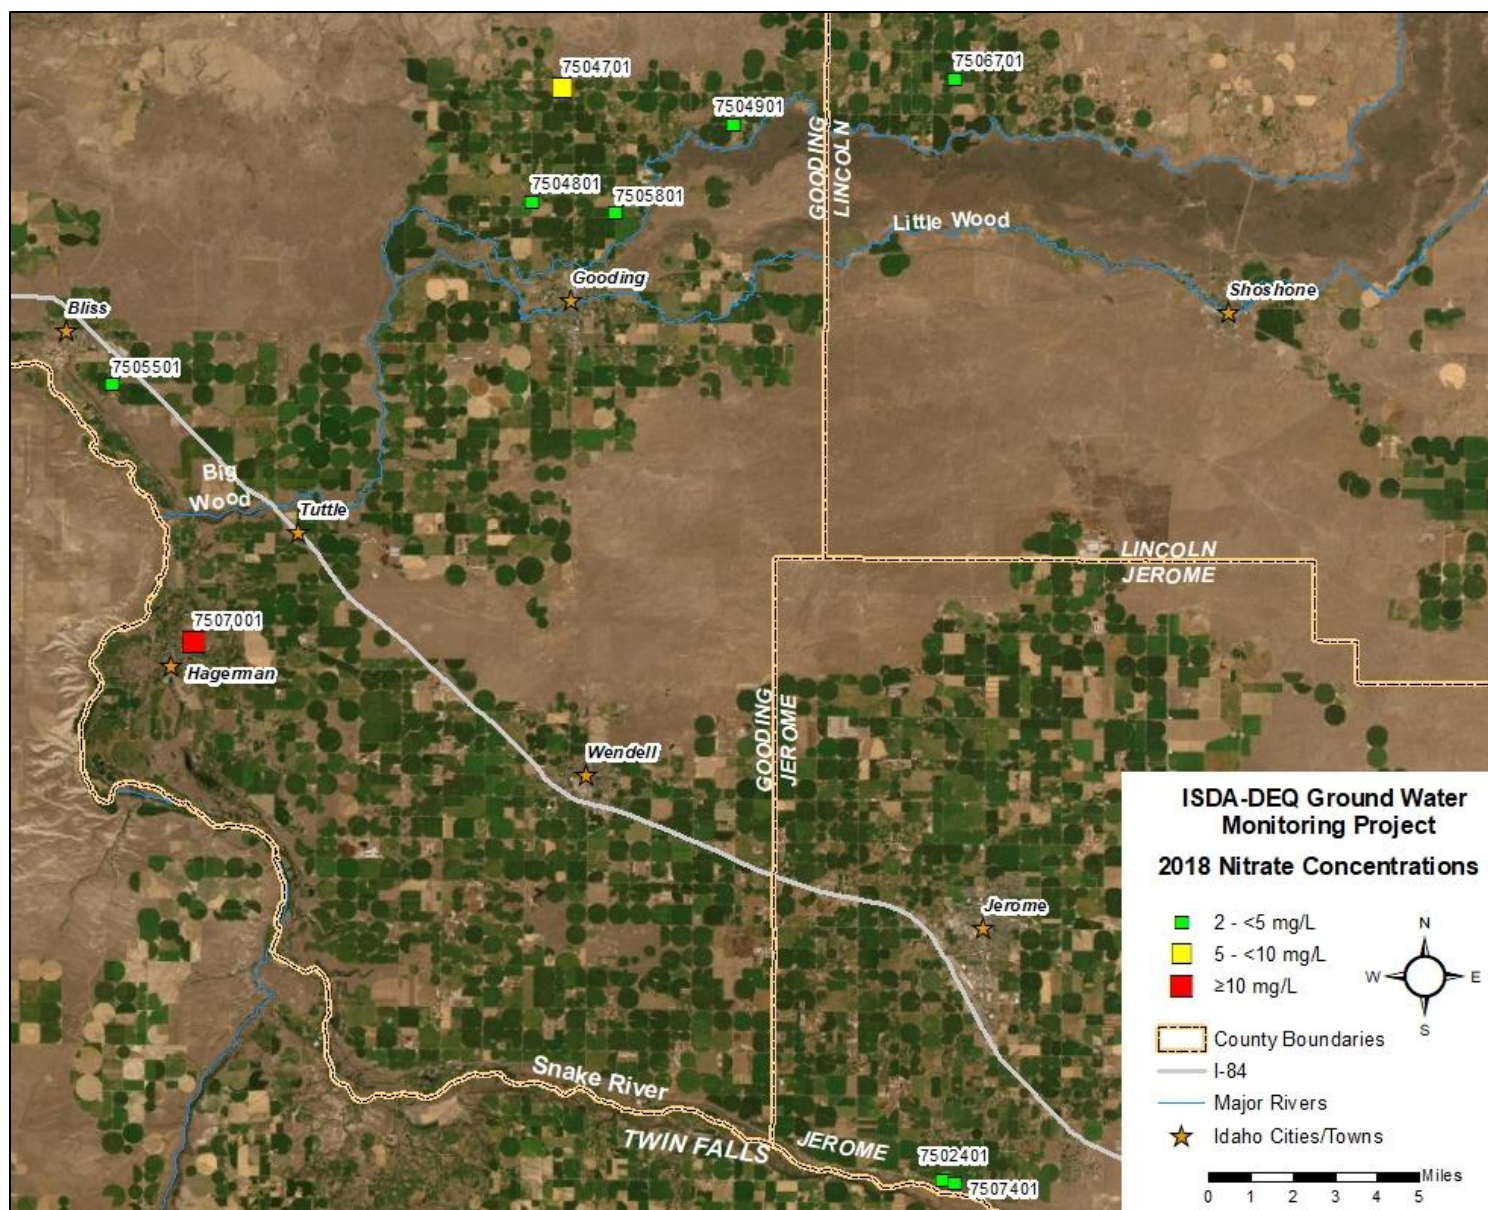 7504701
7506701
7504901
GOODING
LINCOLN
7504801
7505801
Little Wood
Gooding
Shoshone
Bliss
7505501
Big
Wood
Tuttle
LINCOLN
JEROME
7507001
Hagerman
GOODING
JEROME
Wendell
Jerome
Snake River
TWIN FALLS
JEROME
7502401
7507401
ISDA-DEQ Ground Water
Monitoring Project
2018 Nitrate Concentrations
2 - <5 mg/L
5 - <10 mg/L
≥10 mg/L
N
W E
S
County Boundaries
I-84
Major Rivers
Idaho Cities/Towns
Miles
0 1 2 3 4 5